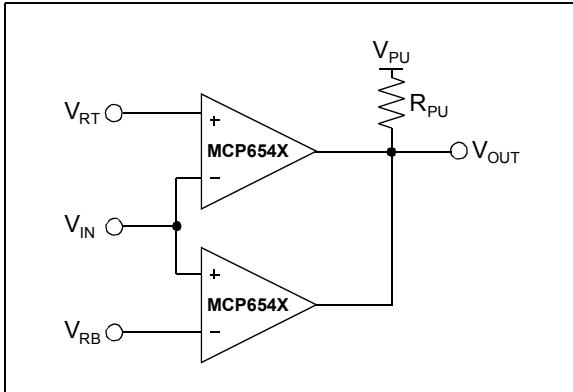 V_PU
R_PU
V_RT
+
MCP654X
−
V_OUT
V_IN
+
MCP654X
−
V_RB